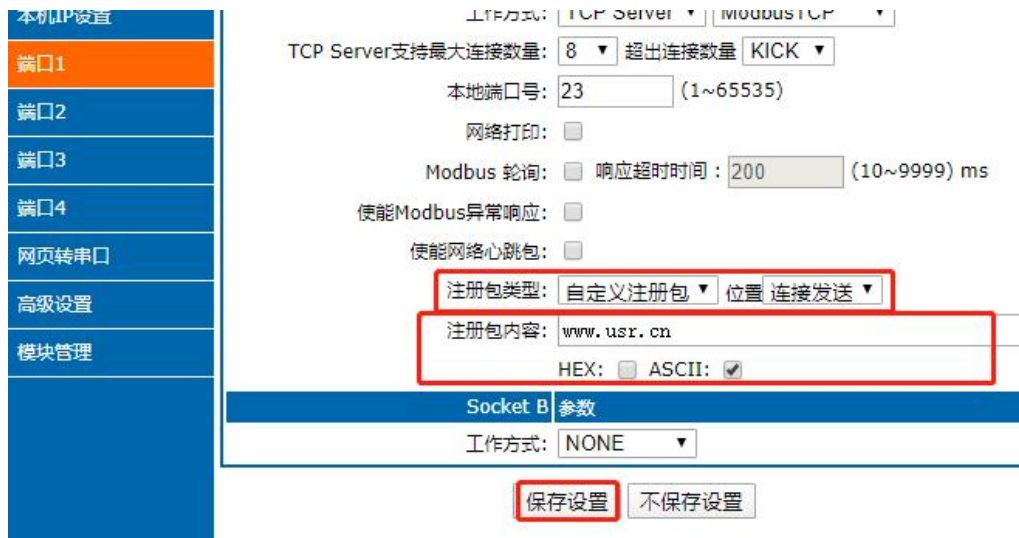 本机IP设置
端口1
端口2
端口3
端口4
网页转串口
高级设置
模块管理
工作方式: TCP Server ModbusTCP
TCP Server支持最大连接数量: 8 超出连接数量 KICK
本地端口号: 23 (1~65535)
网络打印:
Modbus 轮询: 响应超时时间 : 200 (10~9999) ms
使能Modbus异常响应:
使能网络心跳包:
注册包类型: 自定义注册包 位置 连接发送
注册包内容: www.usr.cn
HEX: ASCII:
Socket B 参数
工作方式: NONE
保存设置 不保存设置